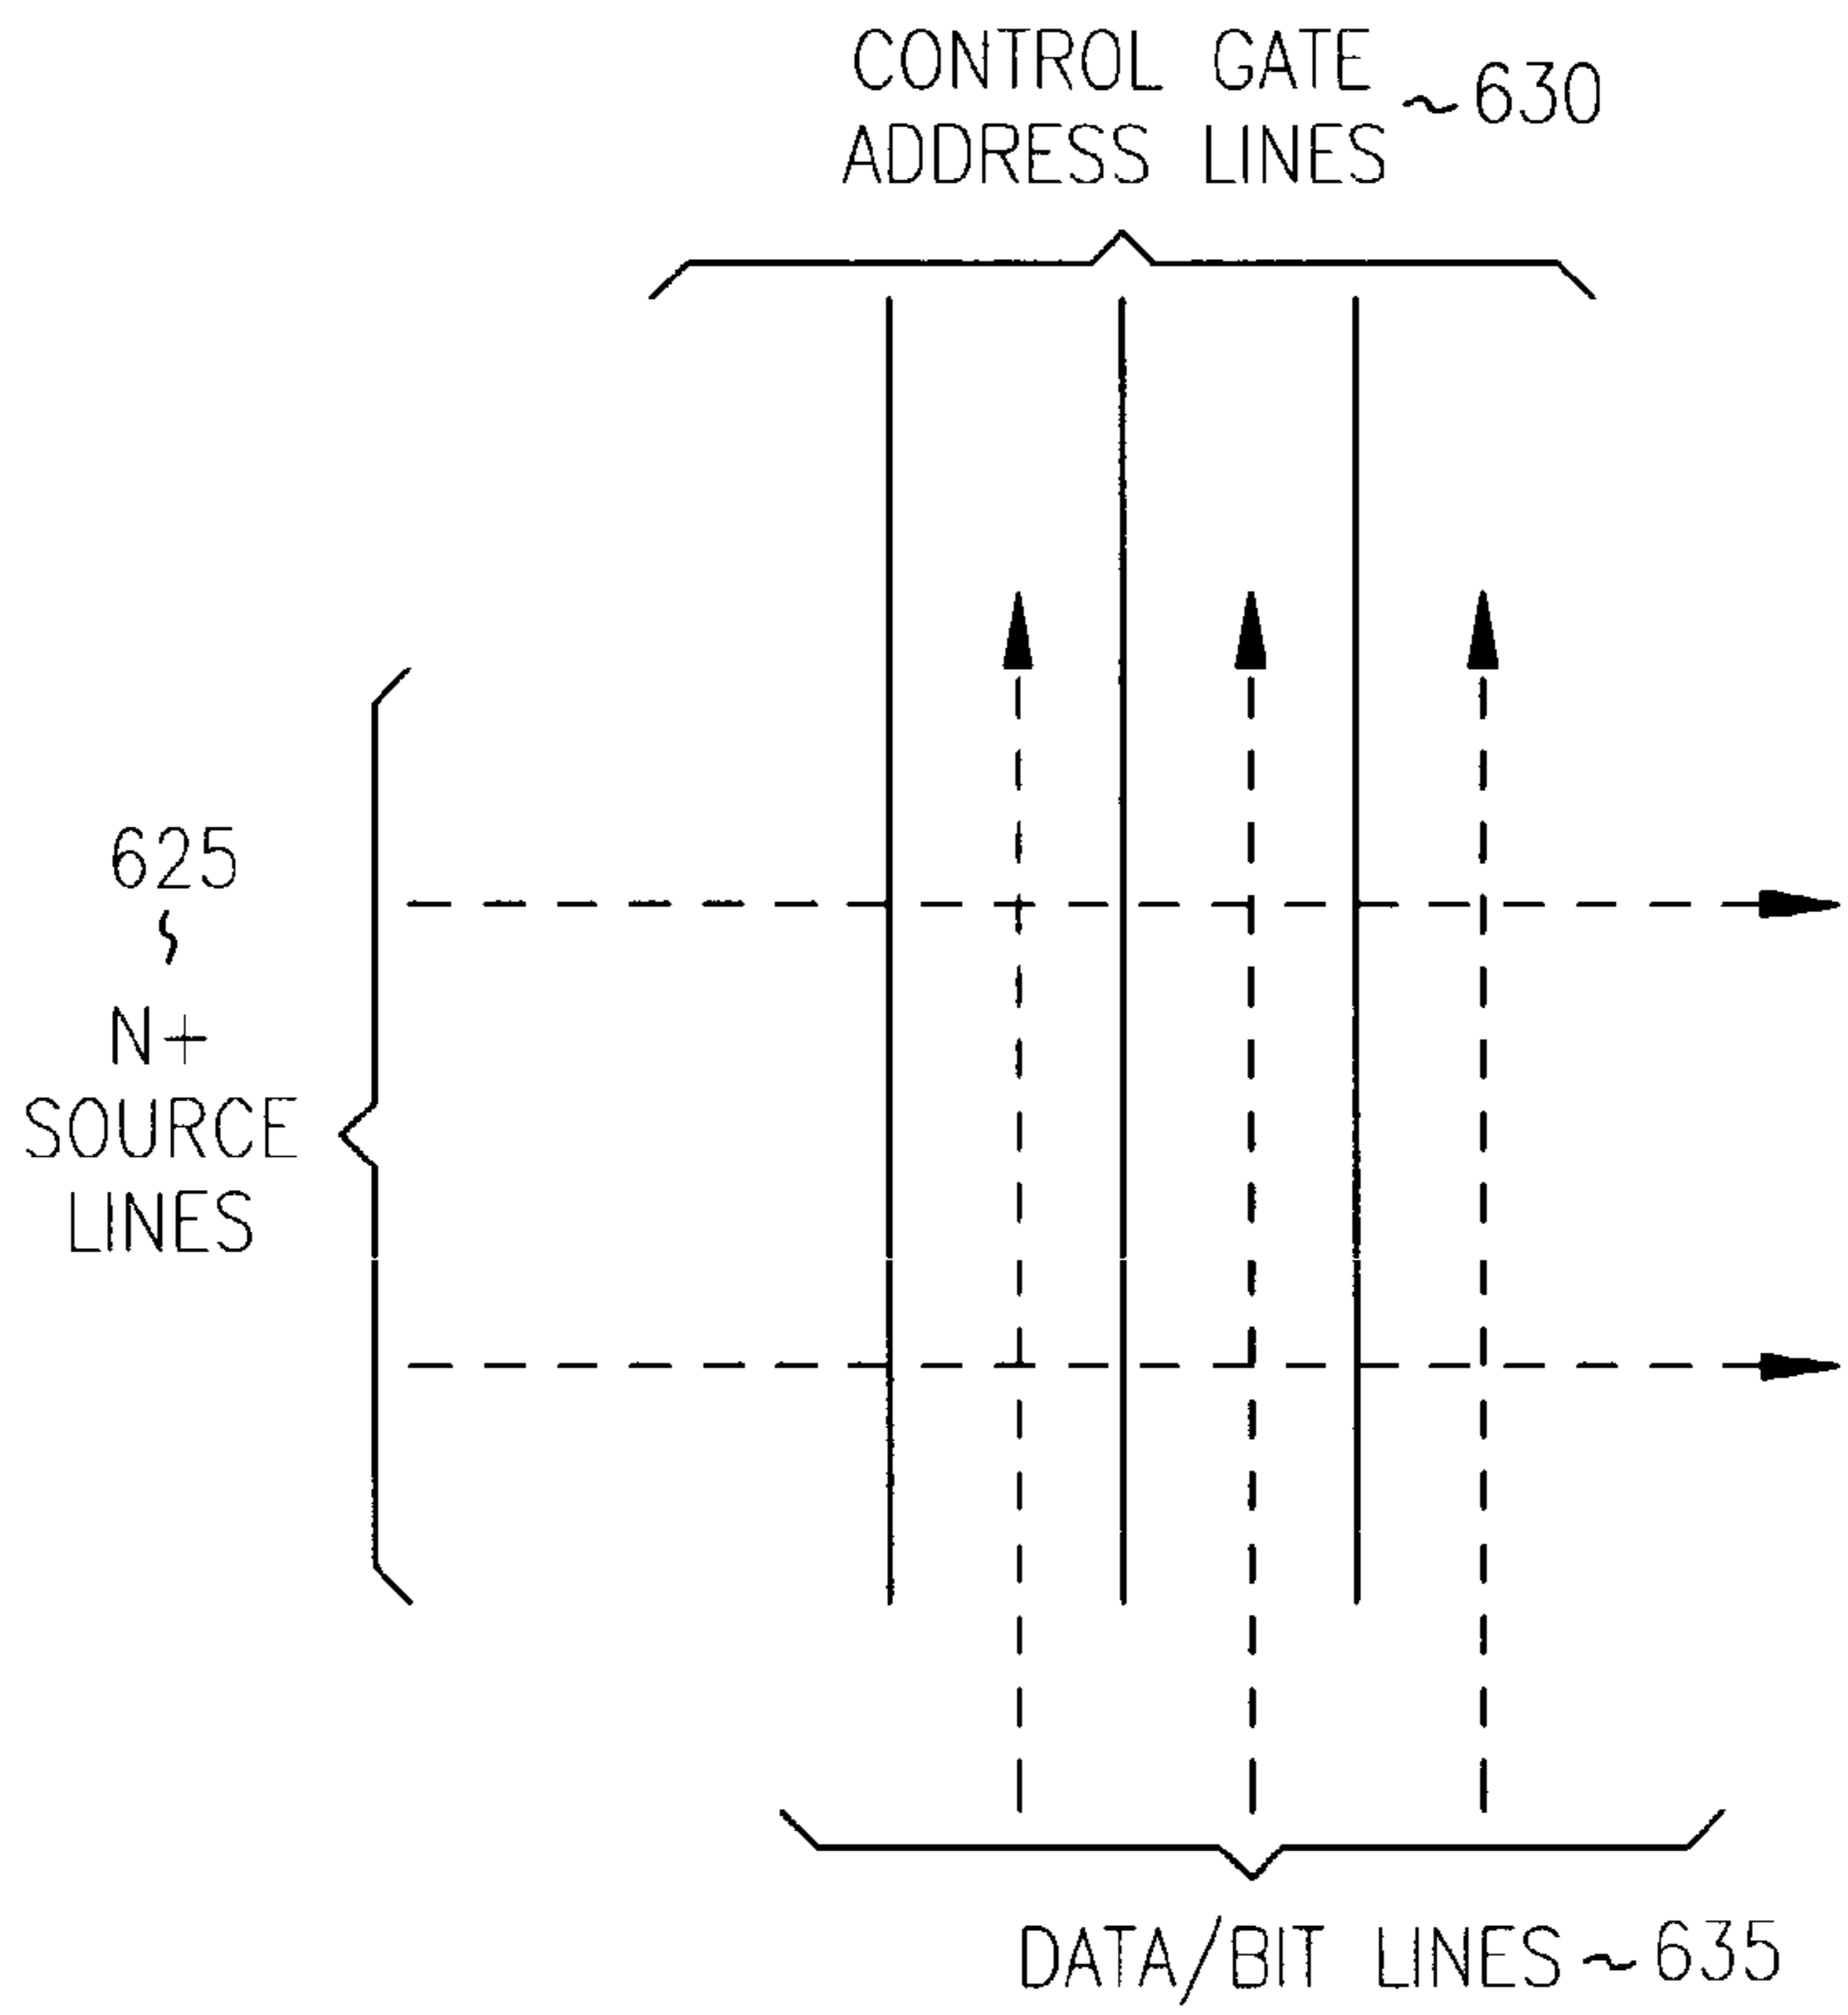 CONTROL GATE
ADDRESS LINES ~630
625
N+
SOURCE
LINES
DATA/BIT LINES ~635